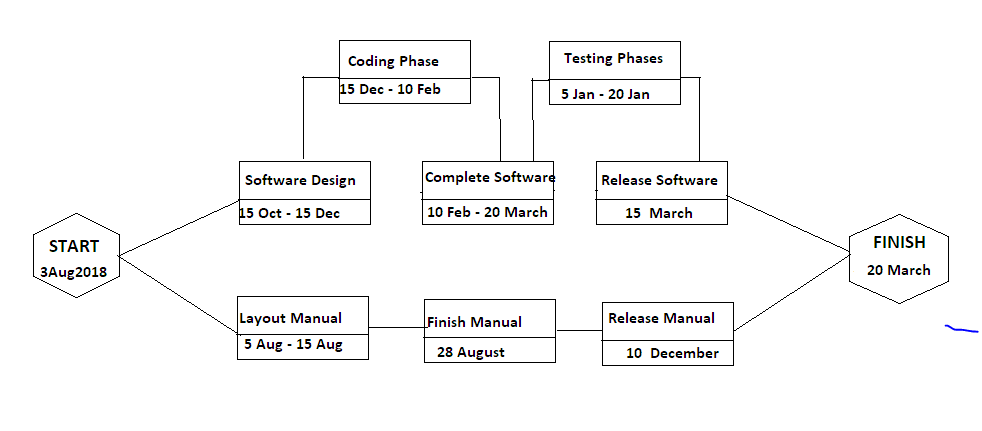 Coding Phase
15 Dec - 10 Feb
Testing Phases
5 Jan - 20 Jan
Software Design
15 Oct - 15 Dec
Complete Software
10 Feb - 20 March
Release Software
15 March
START
3Aug2018
FINISH
20 March
Layout Manual
5 Aug - 15 Aug
Finish Manual
28 August
Release Manual
10 December